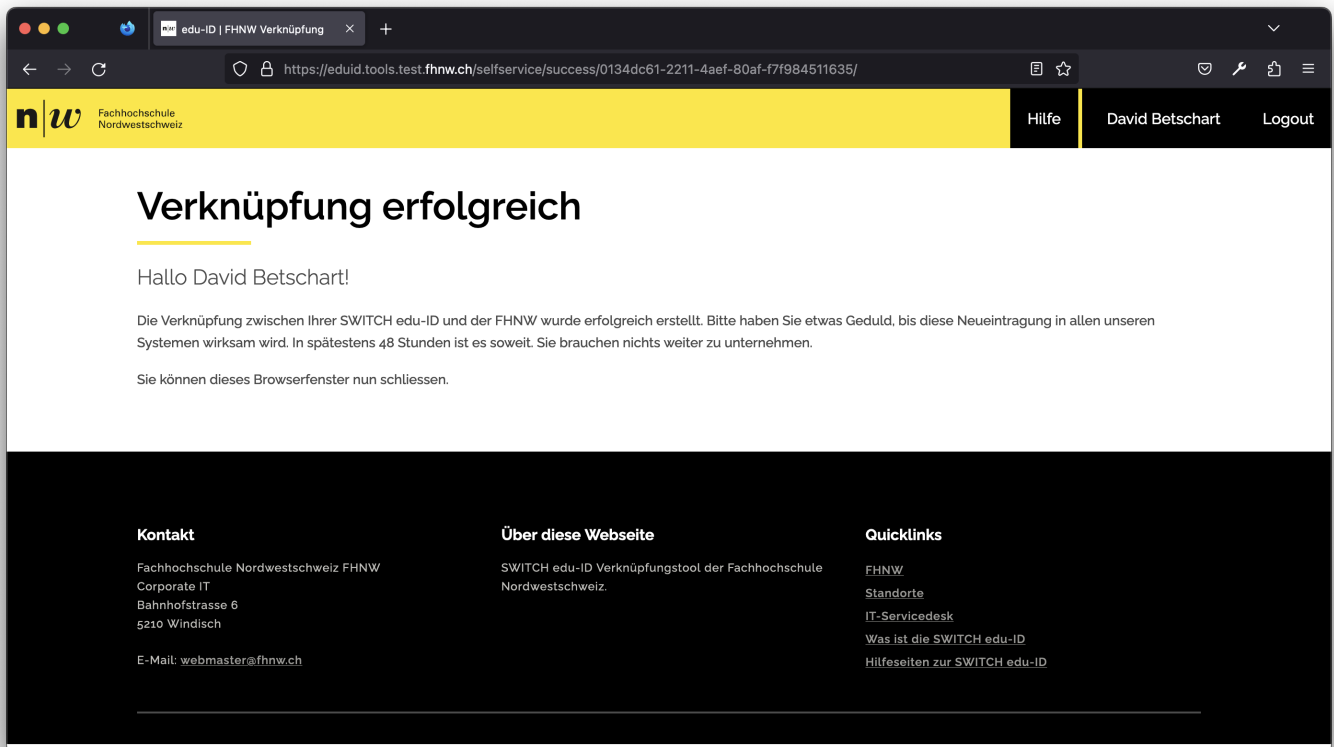 edu-ID | FHNW Verknüpfung
https://eduid.tools.test.fhnw.ch/selfservice/success/0134dc61-2211-4aef-80af-f7f984511635/
n|w Fachhochschule
Nordwestschweiz
Hilfe
David Betschart
Logout
Verknüpfung erfolgreich
Hallo David Betschart!
Die Verknüpfung zwischen Ihrer SWITCH edu-ID und der FHNW wurde erfolgreich erstellt. Bitte haben Sie etwas Geduld, bis diese Neueintragung in allen unseren
Systemen wirksam wird. In spätestens 48 Stunden ist es soweit. Sie brauchen nichts weiter zu unternehmen.
Sie können dieses Browserfenster nun schliessen.
Kontakt
Fachhochschule Nordwestschweiz FHNW
Corporate IT
Bahnhofstrasse 6
5210 Windisch
E-Mail: webmaster@fhnw.ch
Über diese Webseite
SWITCH edu-ID Verknüpfungstool der Fachhochschule
Nordwestschweiz.
Quicklinks
FHNW
Standorte
IT-Servicedesk
Was ist die SWITCH edu-ID
Hilfeseiten zur SWITCH edu-ID